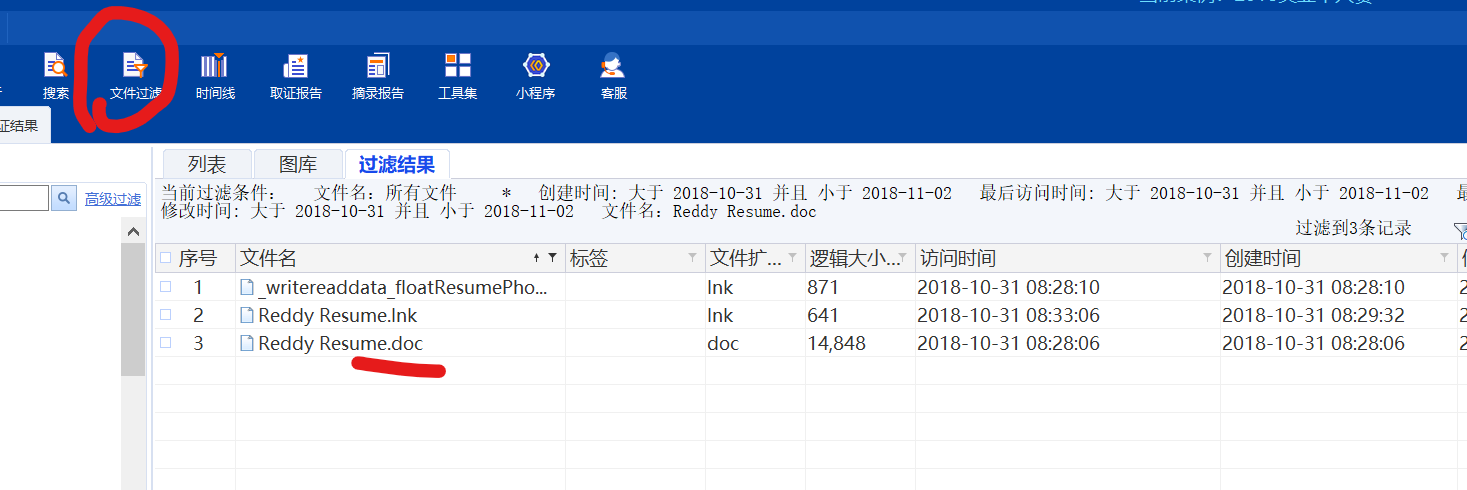 搜索
文件过滤
时间线
取证报告
摘录报告
工具集
小程序
客服
证结果
列表
图库
过滤结果
高级过滤
当前过滤条件: 文件名: 所有文件 * 创建时间: 大于 2018-10-31 并且 小于 2018-11-02 最后访问时间: 大于 2018-10-31 并且 小于 2018-11-02
修改时间: 大于 2018-10-31 并且 小于 2018-11-02 文件名: Reddy Resume.doc
过滤到3条记录
序号 文件名 标签 文件扩... 逻辑大小... 访问时间 创建时间
1 _writereaddata_floatResumePho... lnk 871 2018-10-31 08:28:10 2018-10-31 08:28:10
2 Reddy Resume.lnk lnk 641 2018-10-31 08:33:06 2018-10-31 08:29:32
3 Reddy Resume.doc doc 14,848 2018-10-31 08:28:06 2018-10-31 08:28:06